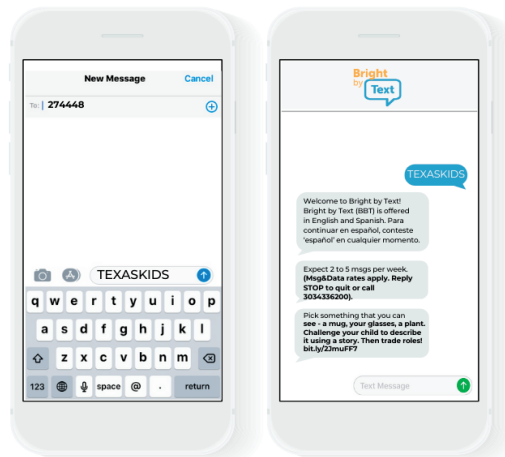 New Message Cancel
To: 274448
TEXASKIDS
q w e r t y u i o p
a s d f g h j k l
z x c v b n m
123 space @ . return
Bright
by
Text
TEXASKIDS
Welcome to Bright by Text!
Bright by Text (BBT) is offered
in English and Spanish. Para
continuar en español, conteste
'español' en cualquier momento.
Expect 2 to 5 msgs per week.
(Msg&Data rates apply. Reply
STOP to quit or call
3034336200).
Pick something that you can
see - a mug, your glasses, a plant.
Challenge your child to describe
it using a story. Then trade roles!
bit.ly/2JmuFF7
Text Message